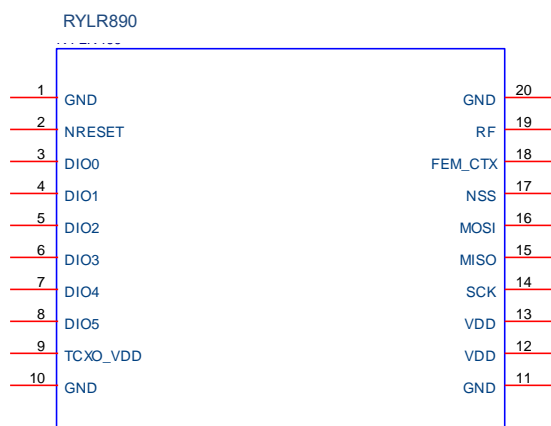 RYLR890
1 GND GND 20
2 NRESET RF 19
3 DIO0 FEM_CTX 18
4 DIO1 NSS 17
5 DIO2 MOSI 16
6 DIO3 MISO 15
7 DIO4 SCK 14
8 DIO5 VDD 13
9 TCXO_VDD VDD 12
10 GND GND 11